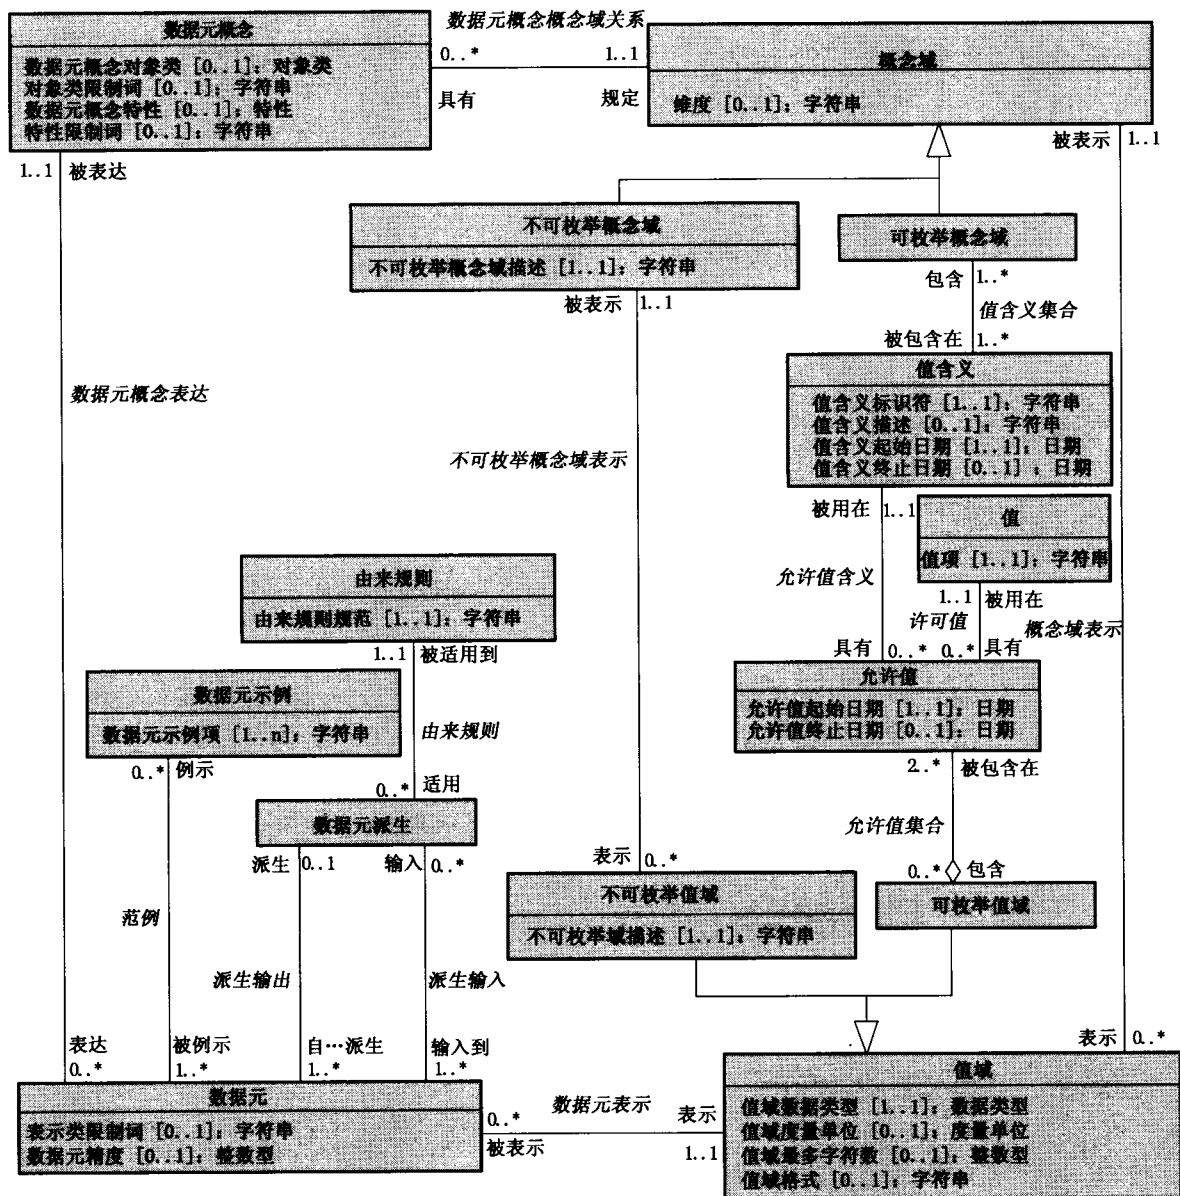 数据元概念概念域关系
数据元概念
数据元概念对象类 [0..1]：对象类
对象类限制词 [0..1]：字符串
数据元概念特性 [0..1]：特性
特性限制词 [0..1]：字符串
0..* 1..1
具有 规定
概念域
维度 [0..1]：字符串
1..1 被表达
被表示 1..1
不可枚举概念域
不可枚举概念域描述 [1..1]：字符串
可枚举概念域
被表示 1..1
包含 1..*
值含义集合
被包含在 1..*
值含义
值含义标识符 [1..1]：字符串
值含义描述 [0..1]：字符串
值含义起始日期 [1..1]：日期
值含义终止日期 [0..1]：日期
数据元概念表达
不可枚举概念域表示
被用在 1..1
值
值项 [1..1]：字符串
允许值含义
1..1 被用在
许可值
概念域表示
具有 0..* 0..* 具有
由来规则
由来规则规范 [1..1]：字符串
1..1 被适用到
由来规则
0..* 适用
数据元示例
数据元示例项 [1..n]：字符串
0..* 例示
允许值
允许值起始日期 [1..1]：日期
允许值终止日期 [0..1]：日期
2..* 被包含在
允许值集合
0..* 包含
数据元派生
派生 0..1 输入 0..*
表示 0..*
不可枚举值域
不可枚举域描述 [1..1]：字符串
可枚举值域
范例
派生输出
派生输入
表达 被例示 自…派生 输入到
0..* 1..* 1..* 1..*
表示 0..*
数据元
表示类限制词 [0..1]：字符串
数据元精度 [0..1]：整数型
0..* 数据元表示 表示
被表示 1..1
值域
值域数据类型 [1..1]：数据类型
值域度量单位 [0..1]：度量单位
值域最多字符数 [0..1]：整数型
值域格式 [0..1]：字符串